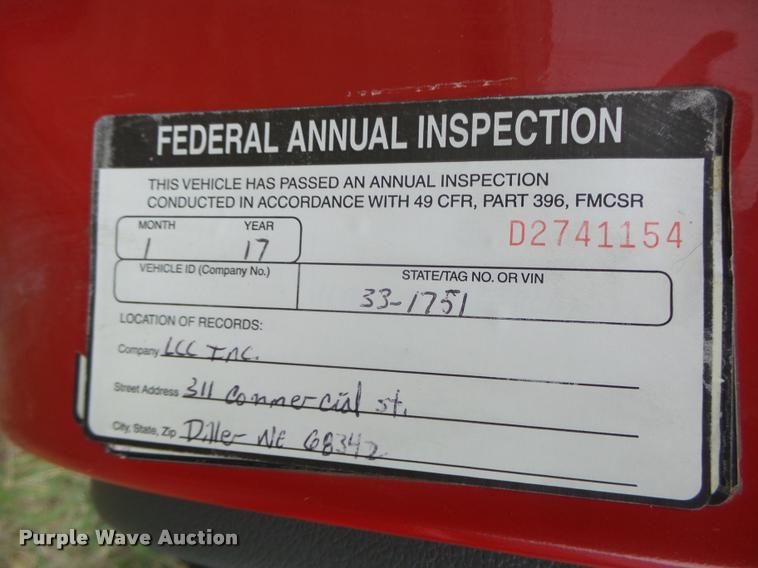 FEDERAL ANNUAL INSPECTION
THIS VEHICLE HAS PASSED AN ANNUAL INSPECTION
CONDUCTED IN ACCORDANCE WITH 49 CFR, PART 396, FMCSR
MONTH YEAR
1 17
D2741154
VEHICLE ID (Company No.) STATE/TAG NO. OR VIN
33-1751
LOCATION OF RECORDS:
Company LCC Inc.
Street Address 311 Commercial st.
City, State, Zip Diller NE 68342
Purple Wave Auction